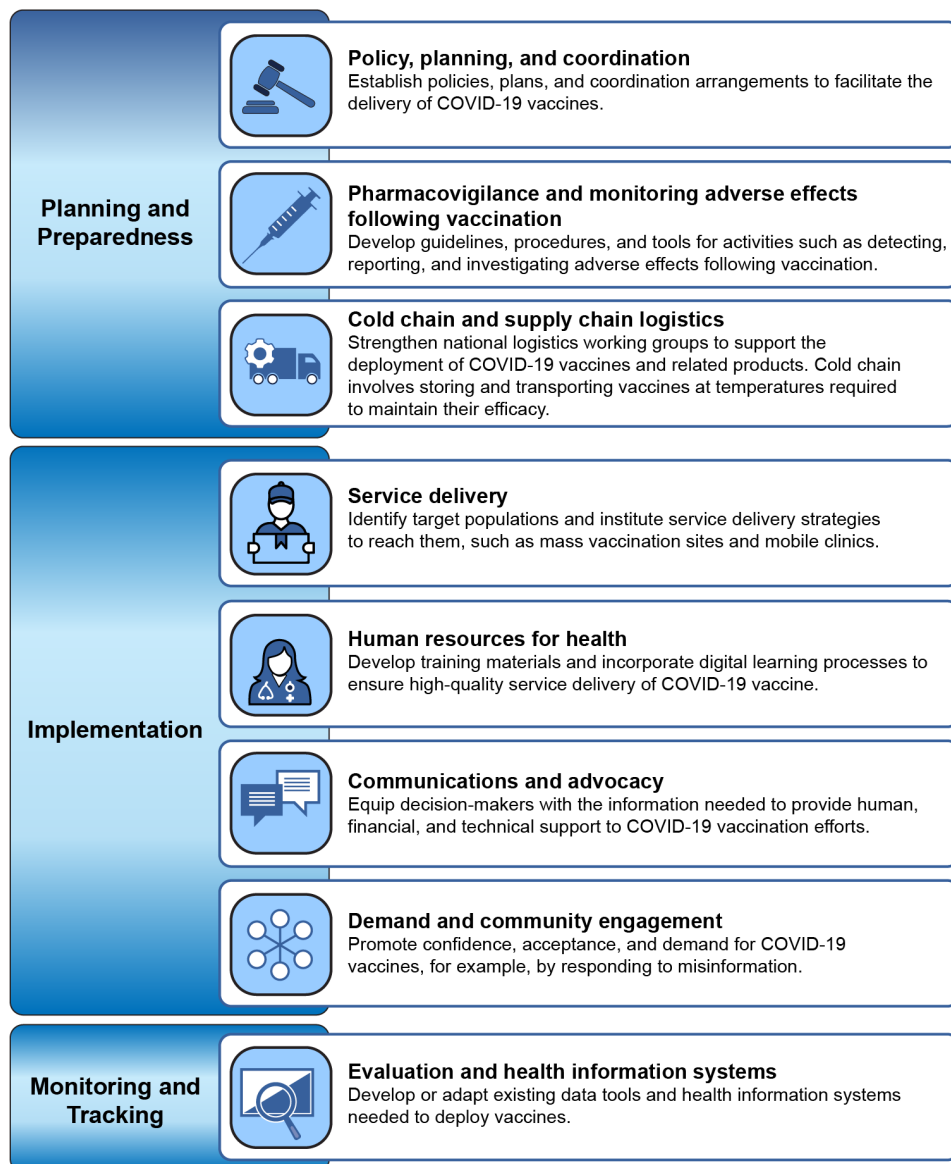 Planning and
Preparedness
Policy, planning, and coordination
Establish policies, plans, and coordination arrangements to facilitate the
delivery of COVID-19 vaccines.
Pharmacovigilance and monitoring adverse effects
following vaccination
Develop guidelines, procedures, and tools for activities such as detecting,
reporting, and investigating adverse effects following vaccination.
Cold chain and supply chain logistics
Strengthen national logistics working groups to support the
deployment of COVID-19 vaccines and related products. Cold chain
involves storing and transporting vaccines at temperatures required
to maintain their efficacy.
Implementation
Service delivery
Identify target populations and institute service delivery strategies
to reach them, such as mass vaccination sites and mobile clinics.
Human resources for health
Develop training materials and incorporate digital learning processes to
ensure high-quality service delivery of COVID-19 vaccine.
Communications and advocacy
Equip decision-makers with the information needed to provide human,
financial, and technical support to COVID-19 vaccination efforts.
Demand and community engagement
Promote confidence, acceptance, and demand for COVID-19
vaccines, for example, by responding to misinformation.
Monitoring and
Tracking
Evaluation and health information systems
Develop or adapt existing data tools and health information systems
needed to deploy vaccines.